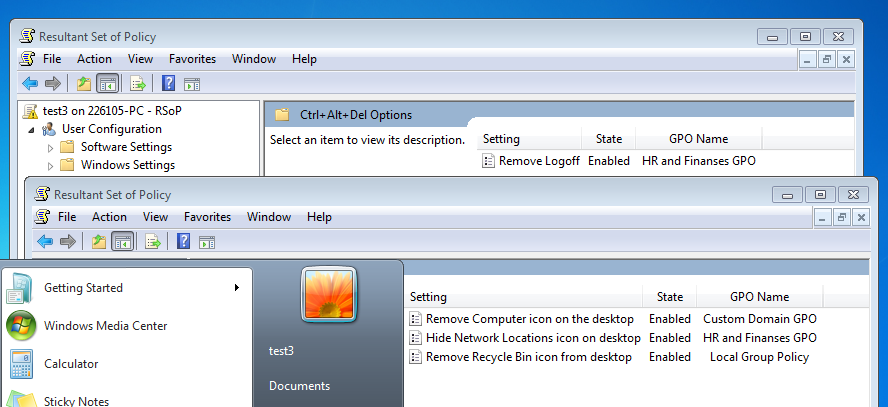 Resultant Set of Policy
File Action View Favorites Window Help
test3 on 226105-PC - RSoP
User Configuration
Software Settings
Windows Settings
Ctrl+Alt+Del Options
Select an item to view its description.
Setting State GPO Name
Remove Logoff Enabled HR and Finanses GPO
Resultant Set of Policy
File Action View Favorites Window Help
Getting Started
Windows Media Center
Calculator
Sticky Notes
test3
Documents
Setting State GPO Name
Remove Computer icon on the desktop Enabled Custom Domain GPO
Hide Network Locations icon on desktop Enabled HR and Finanses GPO
Remove Recycle Bin icon from desktop Enabled Local Group Policy